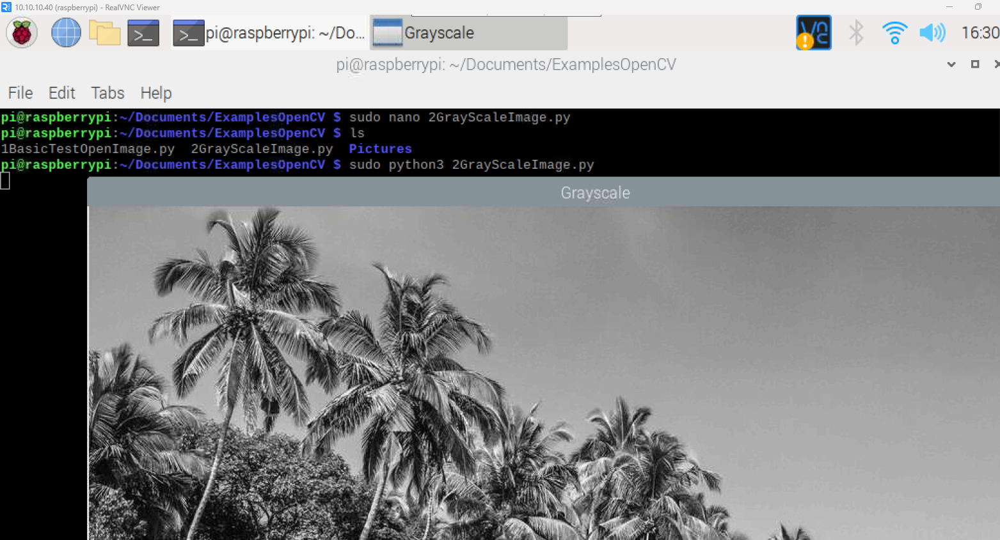 10.10.10.40 (raspberrypi) - RealVNC Viewer
pi@raspberrypi: ~/Do... Grayscale 16:30
pi@raspberrypi: ~/Documents/ExamplesOpenCV
File Edit Tabs Help
pi@raspberrypi:~/Documents/ExamplesOpenCV $ sudo nano 2GrayScaleImage.py
pi@raspberrypi:~/Documents/ExamplesOpenCV $ ls
1BasicTestOpenImage.py 2GrayScaleImage.py Pictures
pi@raspberrypi:~/Documents/ExamplesOpenCV $ sudo python3 2GrayScaleImage.py
Grayscale